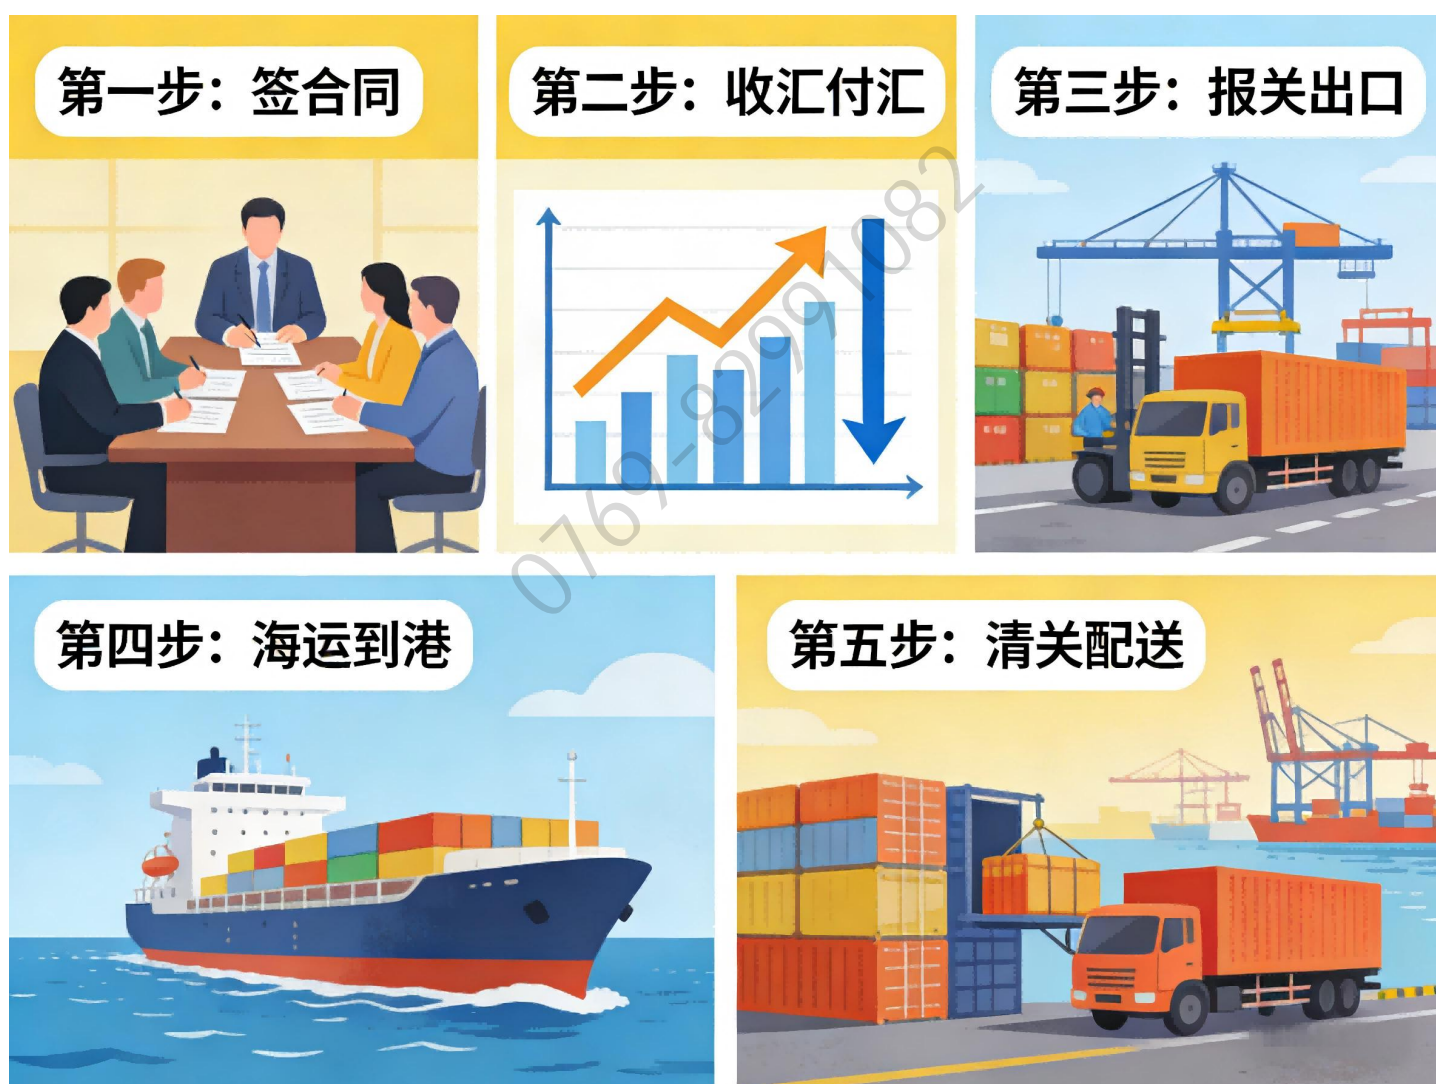 第一步：签合同
第二步：收汇付汇
第三步：报关出口
0769-82991082
第四步：海运到港
第五步：清关配送